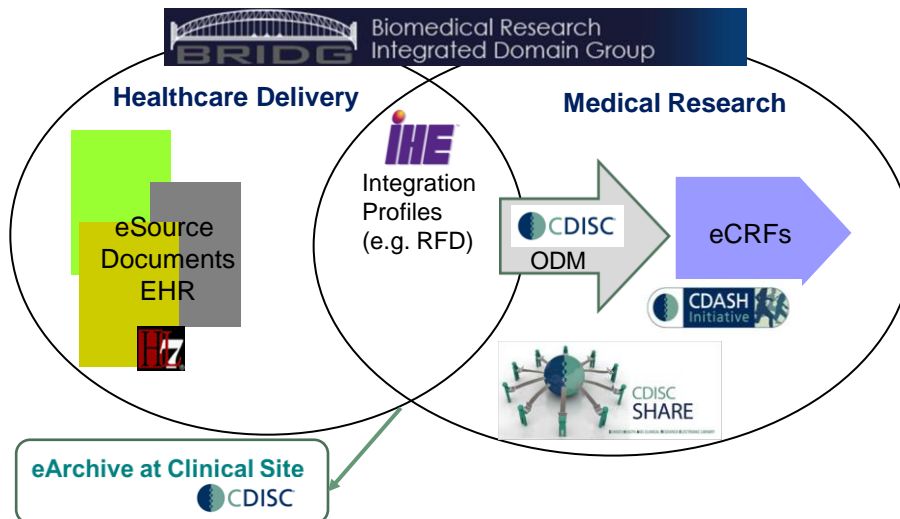 BRIDG
Biomedical Research
Integrated Domain Group
Healthcare Delivery
Medical Research
IHE
Integration
Profiles
(e.g. RFD)
eSource
Documents
EHR
HL7
CDISC
ODM
eCRFs
CDASH
Initiative
CDISC
SHARE
eArchive at Clinical Site
CDISC